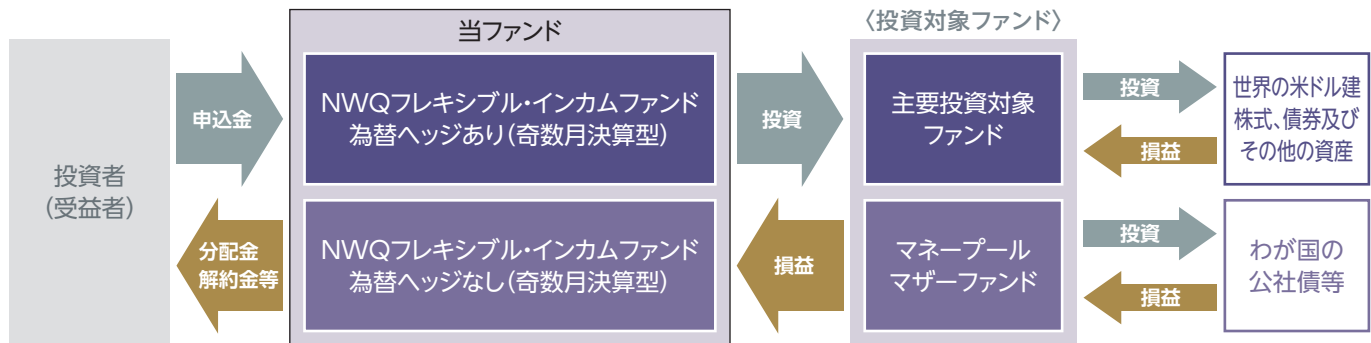 投資者
(受益者)
申込金
分配金
解約金等
当ファンド
NWQフレキシブル・インカムファンド
為替ヘッジあり(奇数月決算型)
NWQフレキシブル・インカムファンド
為替ヘッジなし(奇数月決算型)
投資
損益
〈投資対象ファンド〉
主要投資対象
ファンド
マネープール
マザーファンド
投資
損益
投資
損益
世界の米ドル建
株式、債券及び
その他の資産
わが国の
公社債等